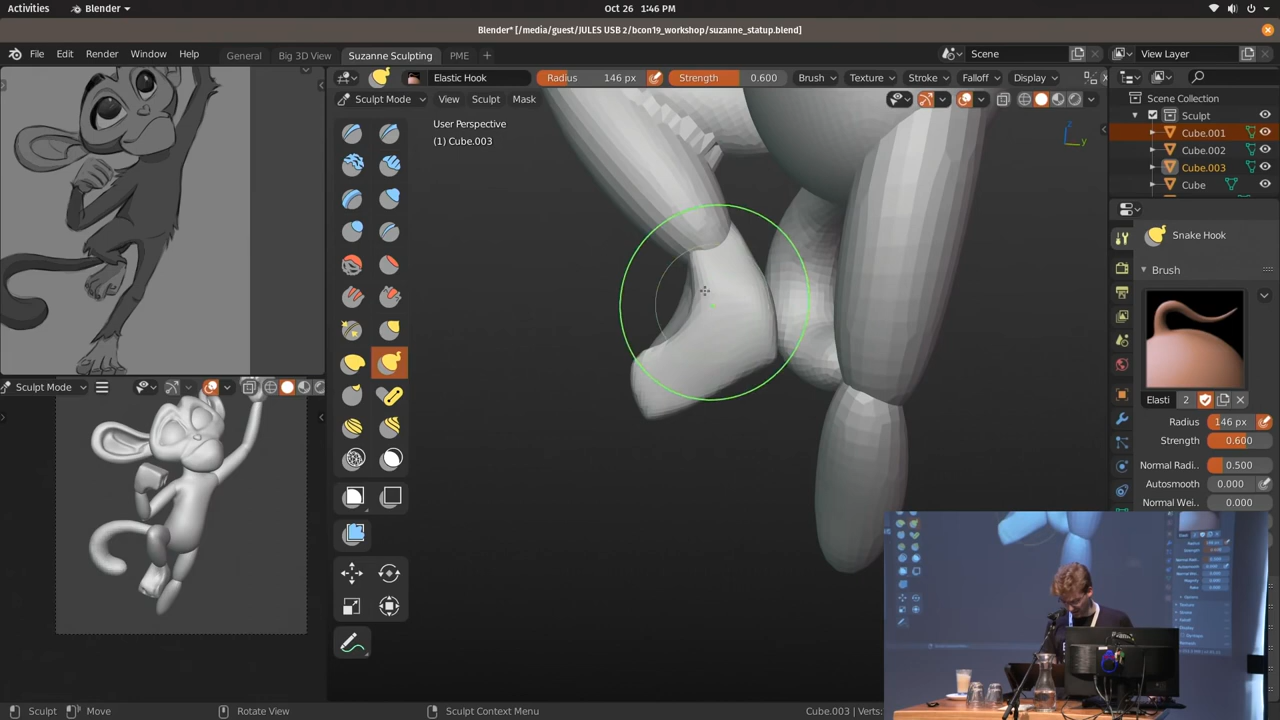 Activities
Blender
Oct 26 1:46 PM
Blender* [/media/guest/JULES USB 2/bcon19_workshop/suzanne_statup.blend]
File Edit Render Window Help
General Big 3D View Suzanne Sculpting PME +
Scene
View Layer
Elastic Hook
Radius 146 px
Strength 0.600
Brush Texture Stroke Falloff Display
Sculpt Mode
View Sculpt Mask
User Perspective
(1) Cube.003
z
y
Scene Collection
Sculpt
Cube.001
Cube.002
Cube.003
Cube
Snake Hook
Brush
Elasti 2
Radius 146 px
Strength 0.600
Normal Radi.. 0.500
Autosmooth 0.000
Normal Wei.. 0.000
Sculpt Mode
Sculpt
Move
Rotate View
Sculpt Context Menu
Cube.003 | Verts: